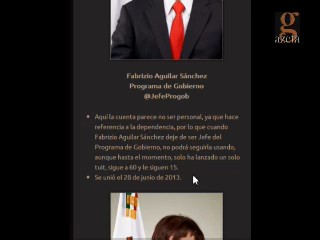 g
gazeta
Fabrizio Aguilar Sánchez
Programa de Gobierno
@JefeProgob
• Aquí la cuenta parece no ser personal, ya que hace
referencia a la dependencia, por lo que cuando
Fabrizio Aguilar Sánchez deje de ser Jefe del
Programa de Gobierno, no podrá seguirla usando,
aunque hasta el momento, solo ha lanzado un solo
tuit, sigue a 60 y le siguen 15.
• Se unió el 28 de junio de 2013.